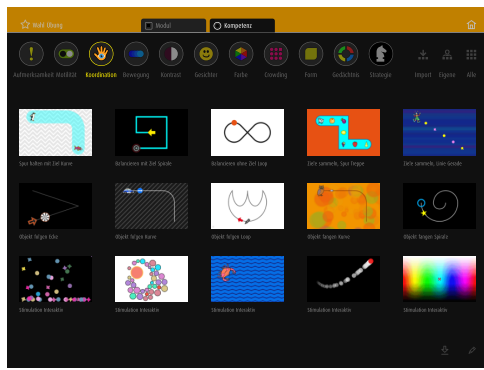 Wahl Übung
Modul
Kompetenz
Aufmerksamkeit Motilität Koordination Bewegung Kontrast Gesichter Farbe Crowding Form Gedächtnis Strategie Import Eigene Alle
Spur halten mit Ziel Kurve Balancieren mit Ziel Spirale Balancieren ohne Ziel Loop Ziele sammeln, Spur Treppe Ziele sammeln, Linie Gerade
Objekt folgen Ecke Objekt folgen Kurve Objekt folgen Loop Objekt fangen Kurve Objekt fangen Spirale
Stimulation Interaktiv Stimulation Interaktiv Stimulation Interaktiv Stimulation Interaktiv Stimulation Interaktiv